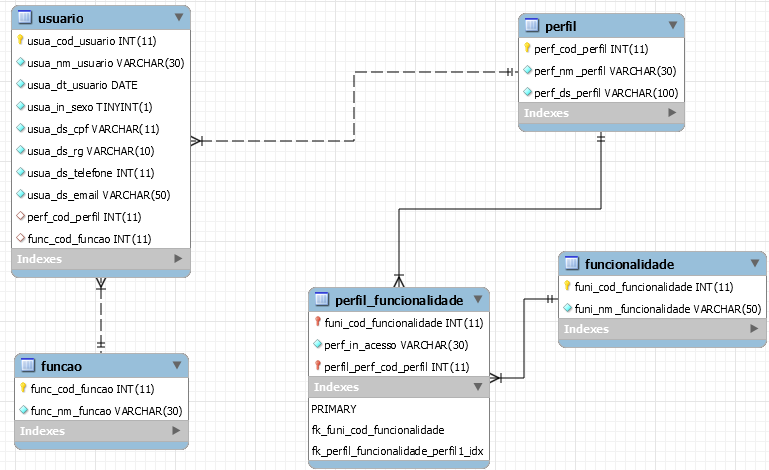 usuario
usua_cod_usuario INT(11)
usua_nm_usuario VARCHAR(30)
usua_dt_usuario DATE
usua_in_sexo TINYINT(1)
usua_ds_cpf VARCHAR(11)
usua_ds_rg VARCHAR(10)
usua_ds_telefone INT(11)
usua_ds_email VARCHAR(50)
perf_cod_perfil INT(11)
func_cod_funcao INT(11)
Indexes
perfil
perf_cod_perfil INT(11)
perf_nm_perfil VARCHAR(30)
perf_ds_perfil VARCHAR(100)
Indexes
funcionalidade
funi_cod_funcionalidade INT(11)
funi_nm_funcionalidade VARCHAR(50)
Indexes
perfil_funcionalidade
funi_cod_funcionalidade INT(11)
perf_in_acesso VARCHAR(30)
perfil_perf_cod_perfil INT(11)
Indexes
PRIMARY
fk_funi_cod_funcionalidade
fk_perfil_funcionalidade_perfil1_idx
funcao
func_cod_funcao INT(11)
func_nm_funcao VARCHAR(30)
Indexes